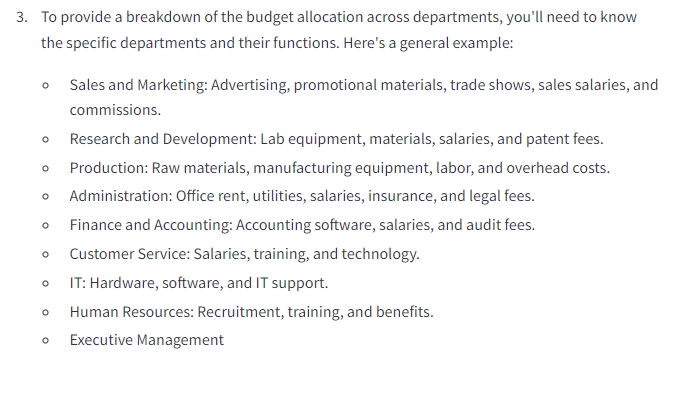 3. To provide a breakdown of the budget allocation across departments, you'll need to know
the specific departments and their functions. Here's a general example:
○ Sales and Marketing: Advertising, promotional materials, trade shows, sales salaries, and
commissions.
○ Research and Development: Lab equipment, materials, salaries, and patent fees.
○ Production: Raw materials, manufacturing equipment, labor, and overhead costs.
○ Administration: Office rent, utilities, salaries, insurance, and legal fees.
○ Finance and Accounting: Accounting software, salaries, and audit fees.
○ Customer Service: Salaries, training, and technology.
○ IT: Hardware, software, and IT support.
○ Human Resources: Recruitment, training, and benefits.
○ Executive Management